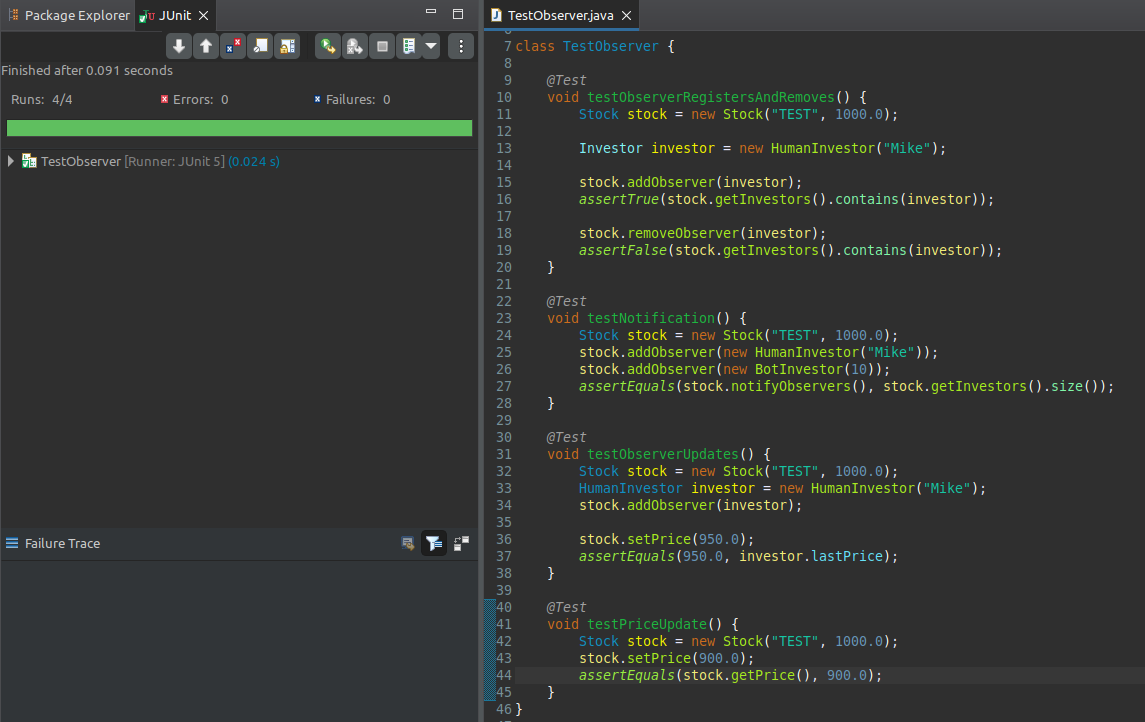 Package Explorer
JUnit
Finished after 0.091 seconds
Runs: 4/4
Errors: 0
Failures: 0
TestObserver [Runner: JUnit 5] (0.024 s)
Failure Trace
TestObserver.java
7 class TestObserver {
8
9     @Test
10     void testObserverRegistersAndRemoves() {
11         Stock stock = new Stock("TEST", 1000.0);
12
13         Investor investor = new HumanInvestor("Mike");
14
15         stock.addObserver(investor);
16         assertTrue(stock.getInvestors().contains(investor));
17
18         stock.removeObserver(investor);
19         assertFalse(stock.getInvestors().contains(investor));
20     }
21
22     @Test
23     void testNotification() {
24         Stock stock = new Stock("TEST", 1000.0);
25         stock.addObserver(new HumanInvestor("Mike"));
26         stock.addObserver(new BotInvestor(10));
27         assertEquals(stock.notifyObservers(), stock.getInvestors().size());
28     }
29
30     @Test
31     void testObserverUpdates() {
32         Stock stock = new Stock("TEST", 1000.0);
33         HumanInvestor investor = new HumanInvestor("Mike");
34         stock.addObserver(investor);
35
36         stock.setPrice(950.0);
37         assertEquals(950.0, investor.lastPrice);
38     }
39
40     @Test
41     void testPriceUpdate() {
42         Stock stock = new Stock("TEST", 1000.0);
43         stock.setPrice(900.0);
44         assertEquals(stock.getPrice(), 900.0);
45     }
46 }